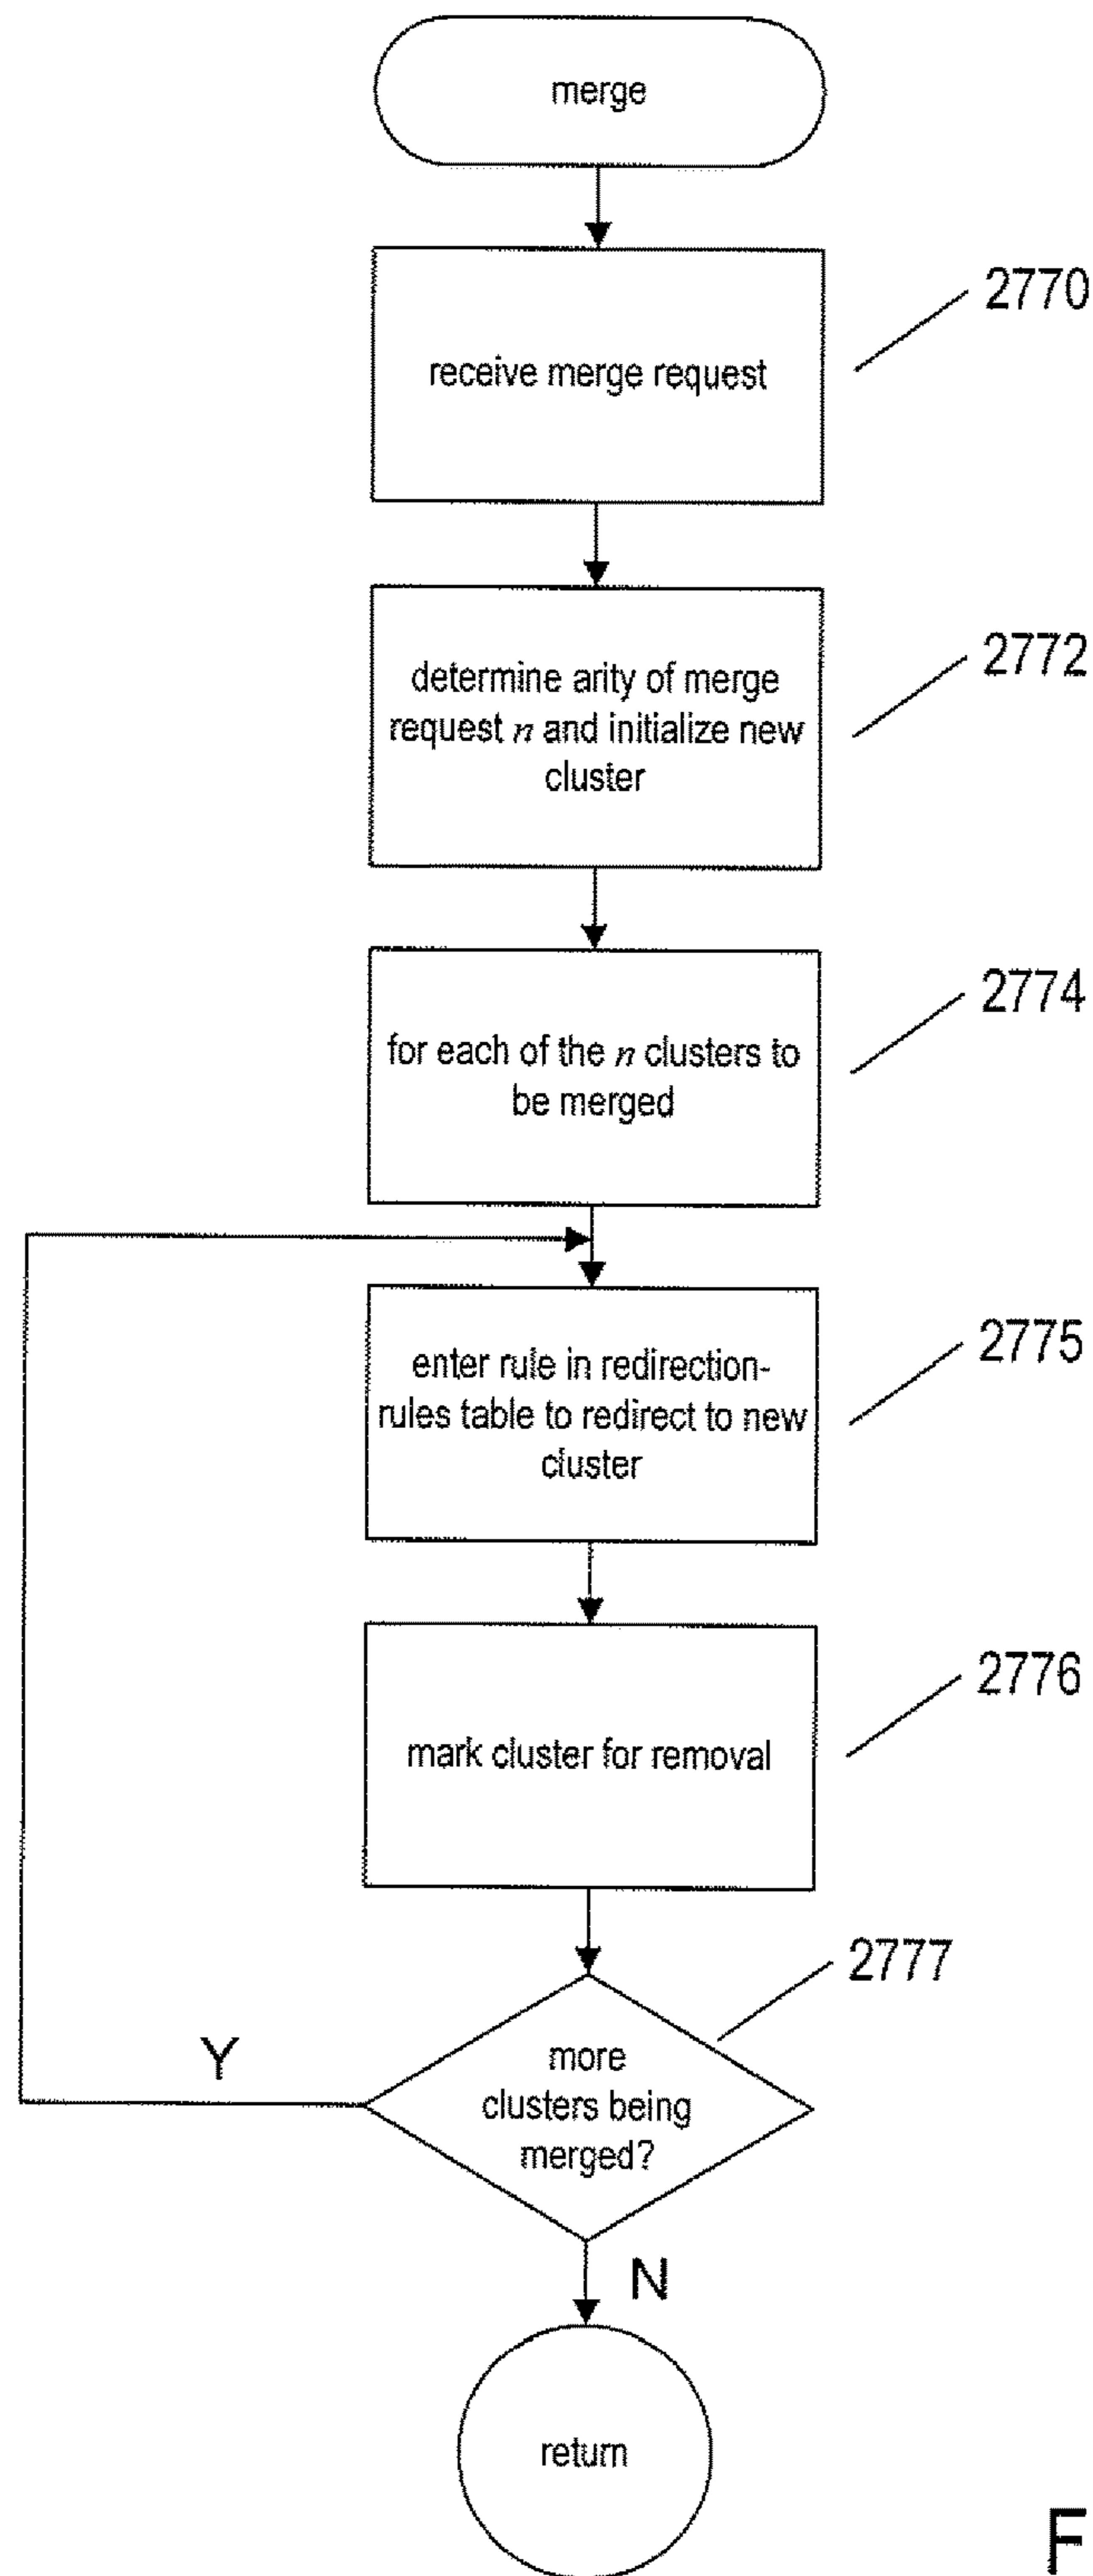 merge
receive merge request
2770
determine arity of merge
request n and initialize new
cluster
2772
for each of the n clusters to
be merged
2774
enter rule in redirection-
rules table to redirect to new
cluster
2775
mark cluster for removal
2776
more
clusters being
merged?
2777
Y
N
return
F